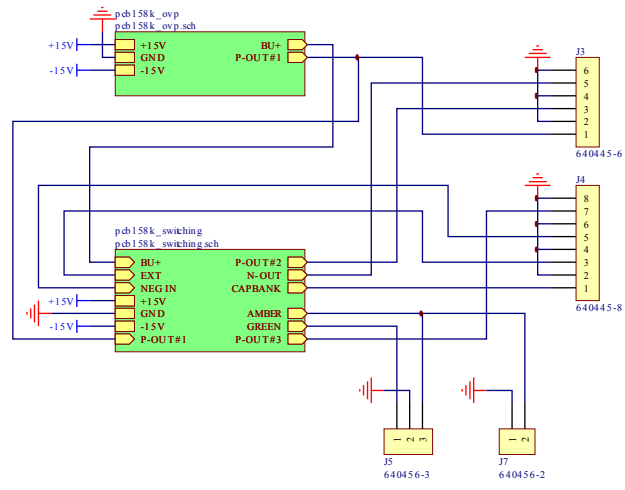 pcb158k_ovp
pcb158k_ovp.sch
+15V
+15V
GND
-15V
-15V
BU+
P-OUT#1
J3
6
5
4
3
2
1
640445-6
J4
8
7
6
5
4
3
2
1
640445-8
pcb158k_switching
pcb158k_switching.sch
BU+
EXT
NEG IN
+15V
+15V
GND
-15V
-15V
P-OUT#1
P-OUT#2
N-OUT
CAPBANK
AMBER
GREEN
P-OUT#3
1
2
3
J5
640456-3
1
2
J7
640456-2